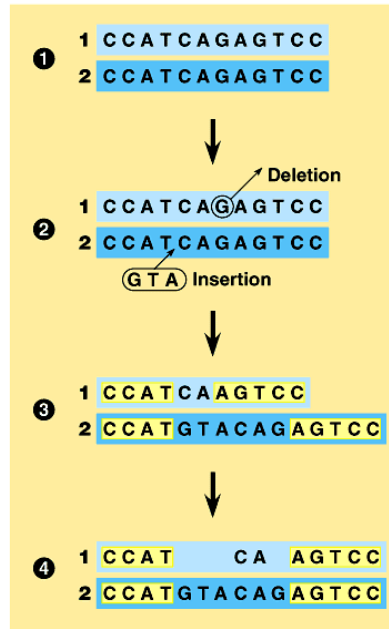 1 CCATCAGAGTCC
1
2 CCATCAGAGTCC
Deletion
1 CCATCAGAGTCC
2
2 CCATCAGAGTCC
GTA Insertion
1 CCATCAAGTCC
3
2 CCATGTACAGAGTCC
1 CCAT CA AGTCC
4
2 CCATGTACAGAGTCC